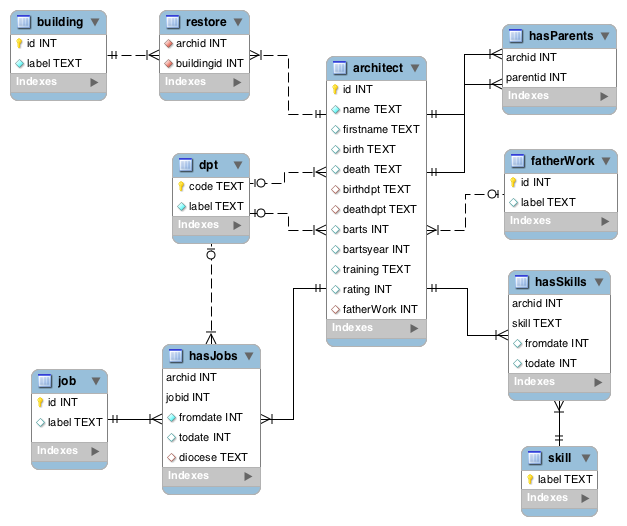 building
id INT
label TEXT
Indexes
restore
archid INT
buildingid INT
Indexes
architect
id INT
name TEXT
firstname TEXT
birth TEXT
death TEXT
birthdpt TEXT
deathdpt TEXT
barts INT
bartsyear INT
training TEXT
rating INT
fatherWork INT
Indexes
hasParents
archid INT
parentid INT
Indexes
dpt
code TEXT
label TEXT
Indexes
fatherWork
id INT
label TEXT
Indexes
hasSkills
archid INT
skill TEXT
fromdate INT
todate INT
Indexes
hasJobs
archid INT
jobid INT
fromdate INT
todate INT
diocese TEXT
Indexes
job
id INT
label TEXT
Indexes
skill
label TEXT
Indexes